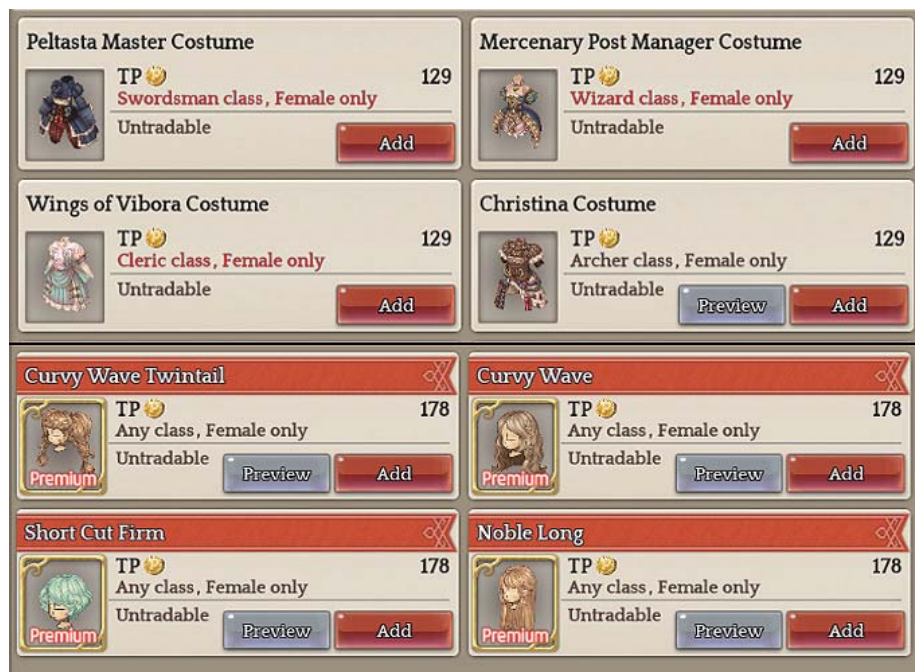 Peltasta Master Costume
TP 129
Swordsman class, Female only
Untradable
Add
Mercenary Post Manager Costume
TP 129
Wizard class, Female only
Untradable
Add
Wings of Vibora Costume
TP 129
Cleric class, Female only
Untradable
Add
Christina Costume
TP 129
Archer class, Female only
Untradable Preview Add
Curvy Wave Twintail
TP 178
Any class, Female only
Untradable
Premium Preview Add
Curvy Wave
TP 178
Any class, Female only
Untradable
Premium Preview Add
Short Cut Firm
TP 178
Any class, Female only
Untradable
Premium Preview Add
Noble Long
TP 178
Any class, Female only
Untradable
Premium Preview Add